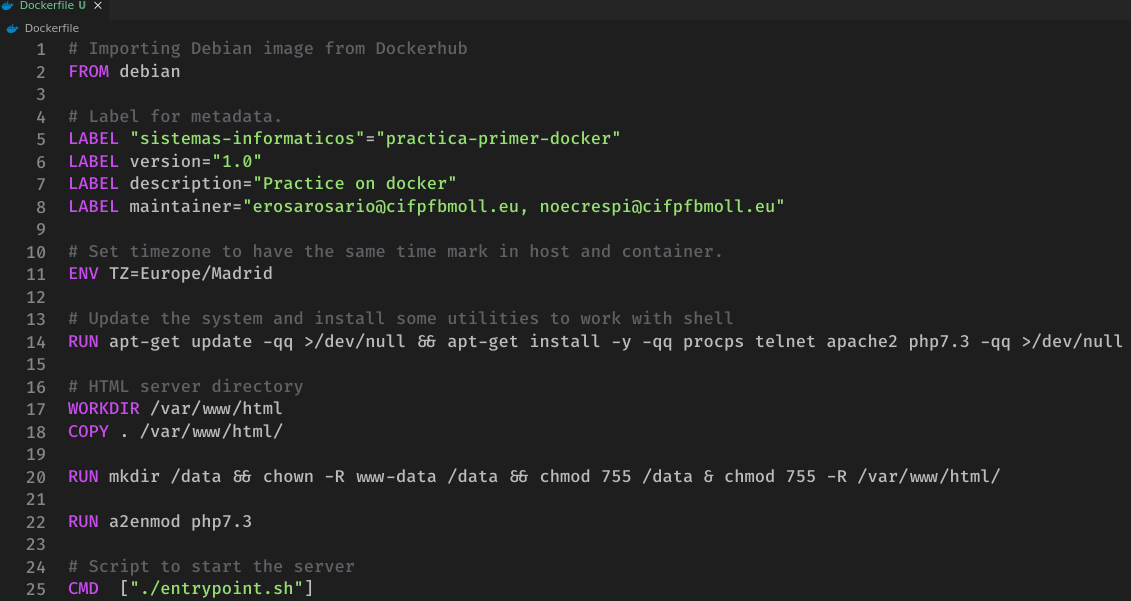 Dockerfile U ×
Dockerfile
1 # Importing Debian image from Dockerhub
2 FROM debian
3
4 # Label for metadata.
5 LABEL "sistemas-informaticos"="practica-primer-docker"
6 LABEL version="1.0"
7 LABEL description="Practice on docker"
8 LABEL maintainer="erosarosario@cifpfbmoll.eu, noecrespi@cifpfbmoll.eu"
9
10 # Set timezone to have the same time mark in host and container.
11 ENV TZ=Europe/Madrid
12
13 # Update the system and install some utilities to work with shell
14 RUN apt-get update -qq >/dev/null && apt-get install -y -qq procps telnet apache2 php7.3 -qq >/dev/null
15
16 # HTML server directory
17 WORKDIR /var/www/html
18 COPY . /var/www/html/
19
20 RUN mkdir /data && chown -R www-data /data && chmod 755 /data & chmod 755 -R /var/www/html/
21
22 RUN a2enmod php7.3
23
24 # Script to start the server
25 CMD  ["./entrypoint.sh"]